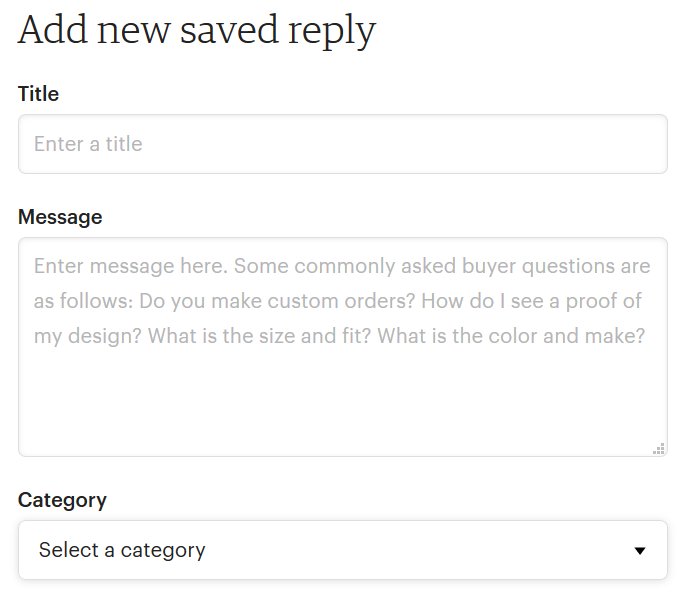 Add new saved reply
Title
Enter a title
Message
Enter message here. Some commonly asked buyer questions are
as follows: Do you make custom orders? How do I see a proof of
my design? What is the size and fit? What is the color and make?
Category
Select a category